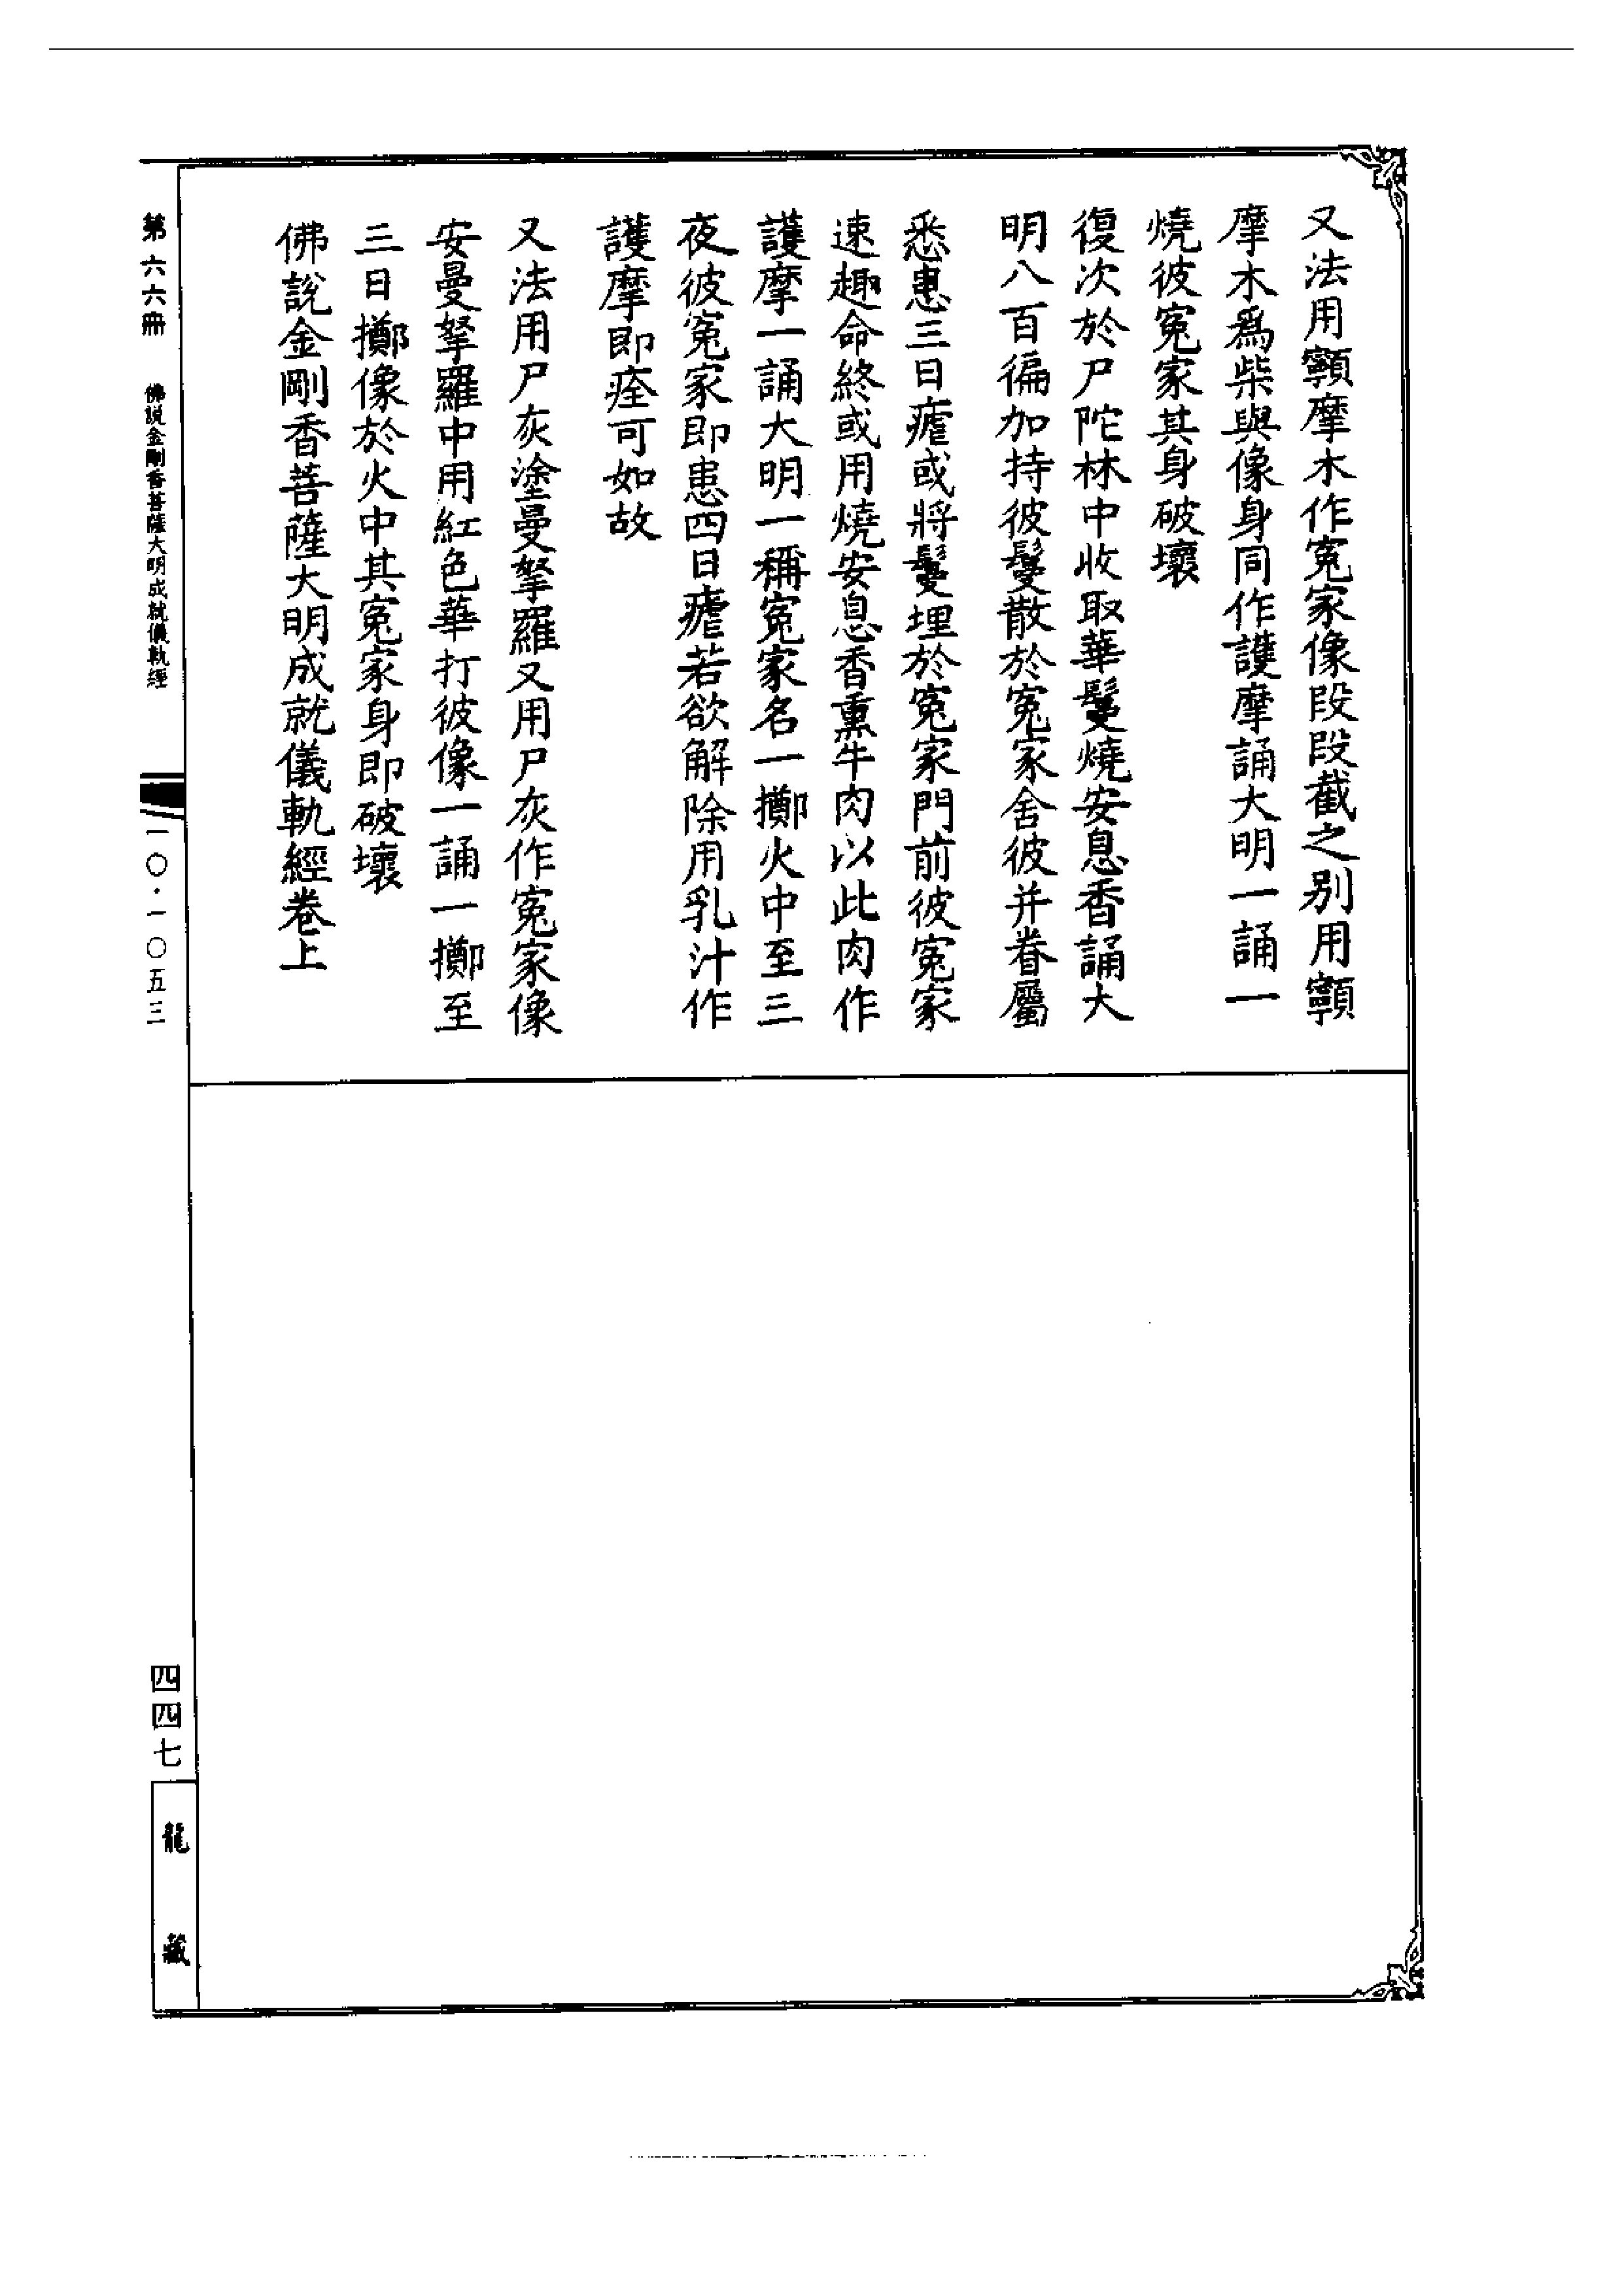 又法用顐摩木作寃家像段段截之别用顐
摩木爲柴與像身同作護摩誦大明一誦一
燒彼寃家其身破壞
復次於尸陀林中收取華鬘燒安息香誦大
明八百徧加持彼鬘散於寃家舍彼并眷屬
悉患三日瘧或將鬘埋於寃家門前彼寃家
速趣命終或用燒安息香熏牛肉以此肉作
護摩一誦大明一稱寃家名一擲火中至三
夜彼寃家即患四日瘧若欲解除用乳汁作
護摩即痊可如故
又法用尸灰塗曼拏羅又用尸灰作寃家像
安曼拏羅中用紅色華打彼像一誦一擲至
三日擲像於火中其寃家身即破壞
佛說金剛香菩薩大明成就儀軌經卷上
第六六冊 佛說金剛香菩薩大明成就儀軌經
一〇·一〇五三
四四七
龍藏